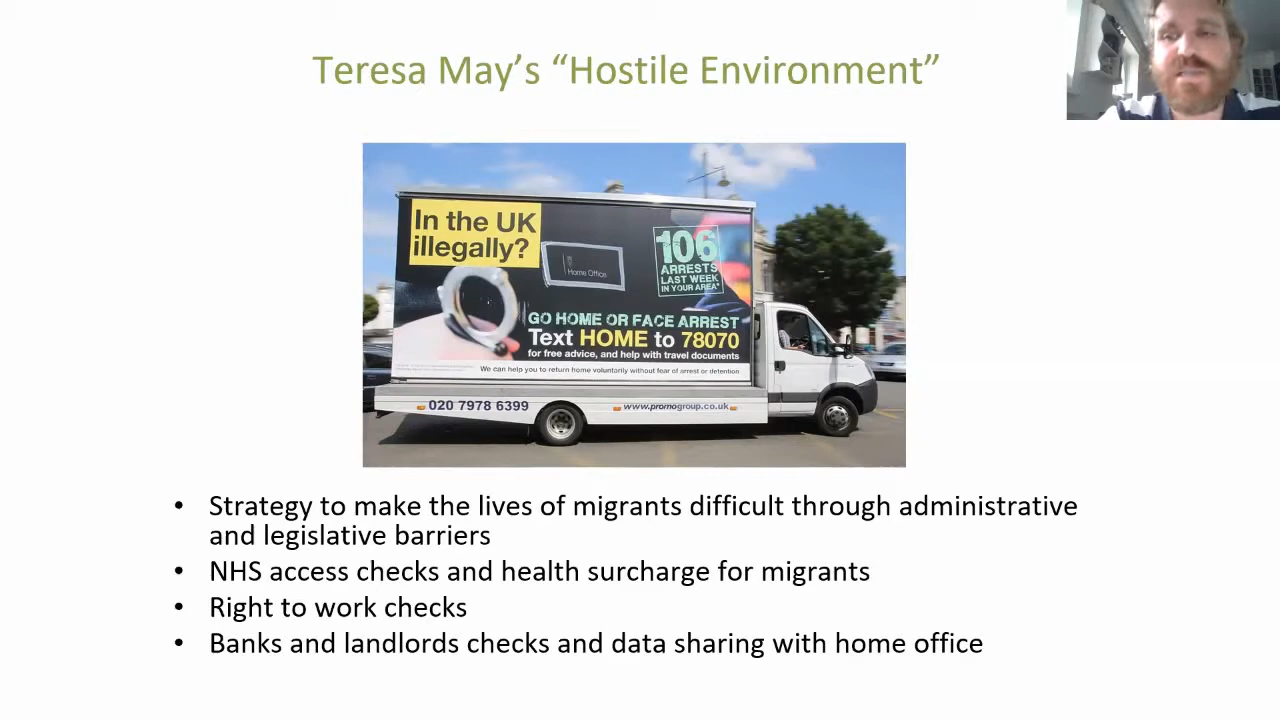 Teresa May’s “Hostile Environment”
In the UK
illegally?
Home Office
106
ARRESTS
LAST WEEK
IN YOUR AREA*
GO HOME OR FACE ARREST
Text HOME to 78070
for free advice, and help with travel documents
We can help you to return home voluntarily without fear of arrest or detention
020 7978 6399
www.promogroup.co.uk
• Strategy to make the lives of migrants difficult through administrative
and legislative barriers
• NHS access checks and health surcharge for migrants
• Right to work checks
• Banks and landlords checks and data sharing with home office